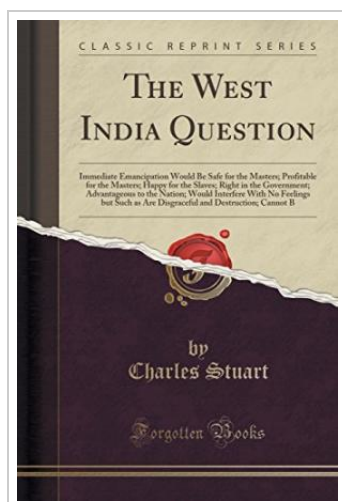 CLASSIC REPRINT SERIES
THE WEST
INDIA QUESTION
Immediate Emancipation Would Be Safe for the Masters; Profitable
for the Masters; Happy for the Slaves; Right in the Government;
Advantageous to the Nation; Would Interfere With No Feelings
but Such as Are Disgraceful and Destruction; Cannot B
by
Charles Stuart
Forgotten Books